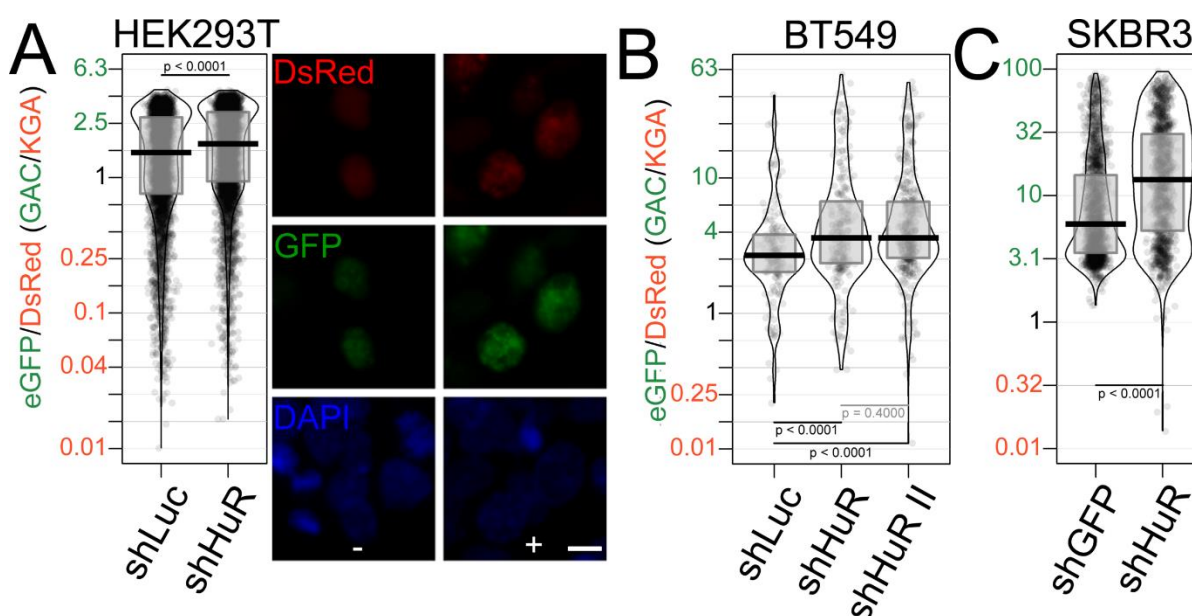 A
HEK293T
eGFP/DsRed (GAC/KGA)
6.3
2.5
1
0.25
0.1
0.04
0.01
p < 0.0001
shLuc
shHuR
DsRed
GFP
DAPI
-
+
B
BT549
eGFP/DsRed (GAC/KGA)
63
10
4
1
0.25
0.01
p = 0.4000
p < 0.0001
p < 0.0001
shLuc
shHuR
shHuR II
C
SKBR3
100
32
10
3.1
1
0.32
0.01
p < 0.0001
shGFP
shHuR